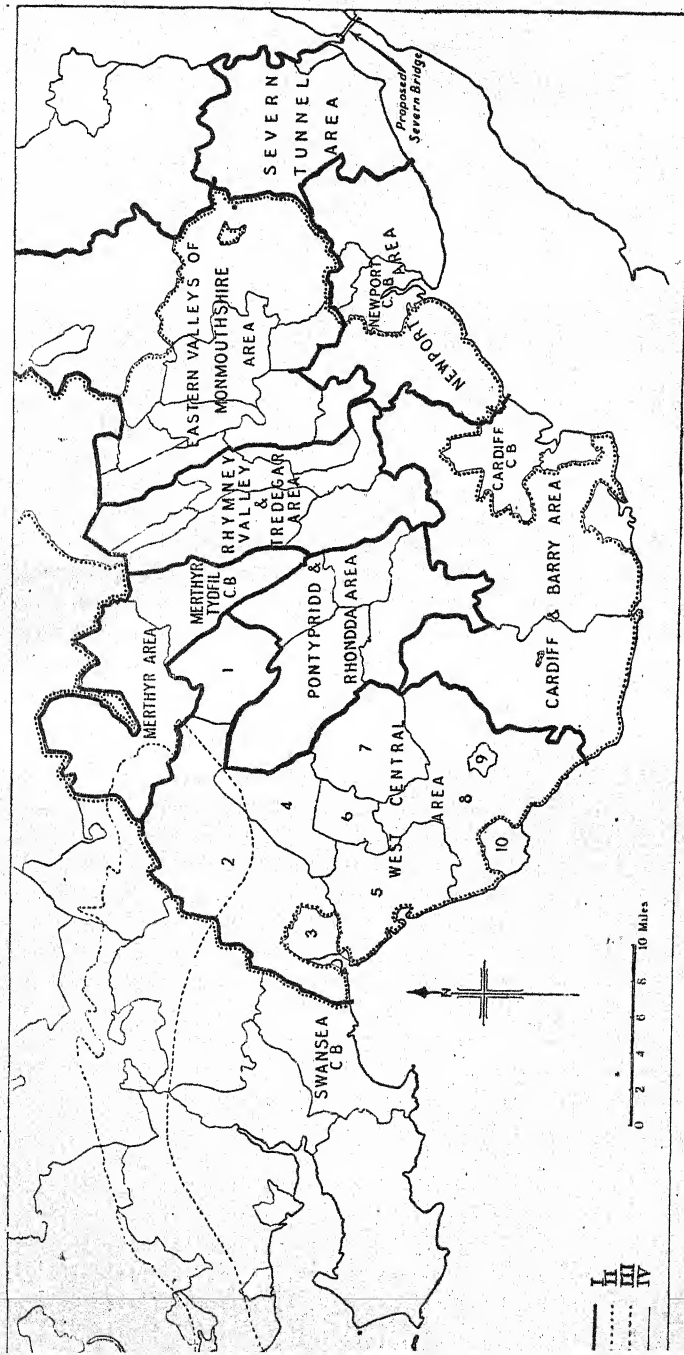 SEVERN
TUNNEL
AREA
Proposed
Severn Bridge
EASTERN VALLEYS OF
MONMOUTHSHIRE
AREA
NEWPORT
C.B
AREA
NEWPORT
RHYMNEY
VALLEY
&
TREDEGAR
AREA
MERTHYR
TYDFIL
C.B
MERTHYR AREA
PONTYPRIDD &
RHONDDA AREA
CARDIFF
C B
CARDIFF & BARRY AREA
WEST CENTRAL
AREA
1
2
3
4
5
6
7
8
9
10
SWANSEA
C B
N
0 2 4 6 8 10 Miles
I
II
III
IV